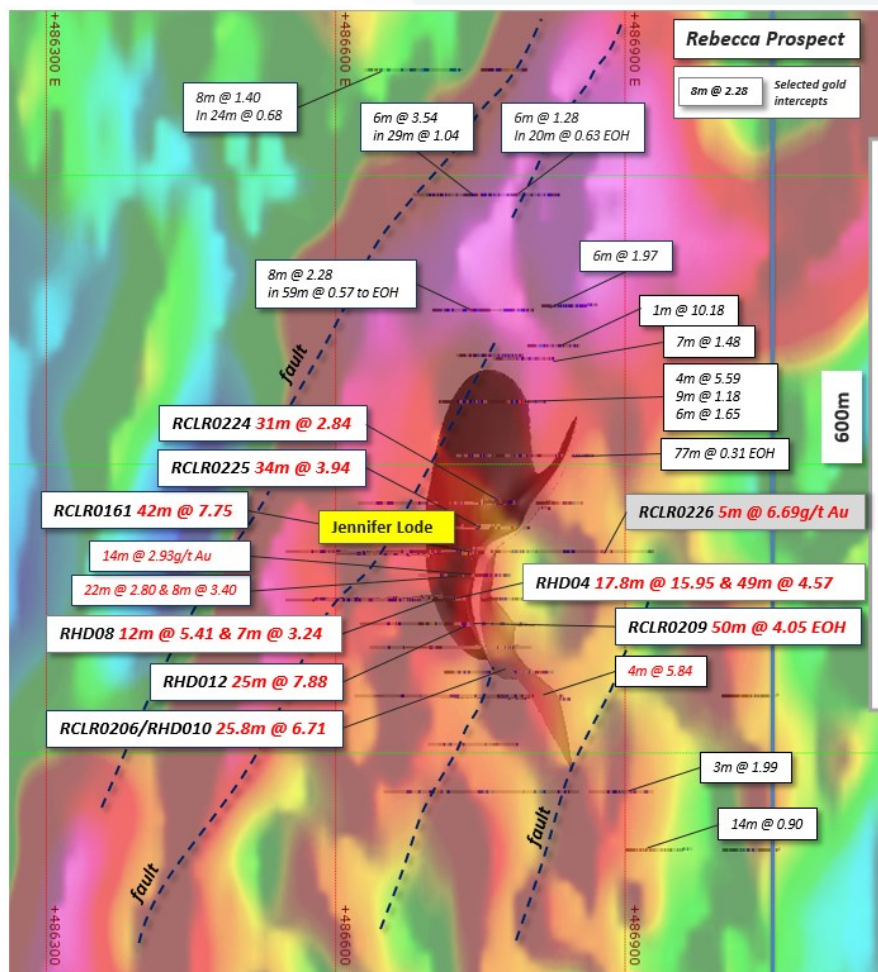 +486300 E
+486600 E
+486900 E
Rebecca Prospect
8m @ 2.28
Selected gold
intercepts
8m @ 1.40
In 24m @ 0.68
6m @ 3.54
in 29m @ 1.04
6m @ 1.28
In 20m @ 0.63 EOH
8m @ 2.28
in 59m @ 0.57 to EOH
6m @ 1.97
1m @ 10.18
7m @ 1.48
fault
4m @ 5.59
9m @ 1.18
6m @ 1.65
600m
RCLR0224 31m @ 2.84
77m @ 0.31 EOH
RCLR0225 34m @ 3.94
RCLR0161 42m @ 7.75
Jennifer Lode
RCLR0226 5m @ 6.69g/t Au
14m @ 2.93g/t Au
22m @ 2.80 & 8m @ 3.40
RHD04 17.8m @ 15.95 & 49m @ 4.57
RHD08 12m @ 5.41 & 7m @ 3.24
RCLR0209 50m @ 4.05 EOH
RHD012 25m @ 7.88
4m @ 5.84
RCLR0206/RHD010 25.8m @ 6.71
3m @ 1.99
14m @ 0.90
fault
fault
+486300
+486600
+486900